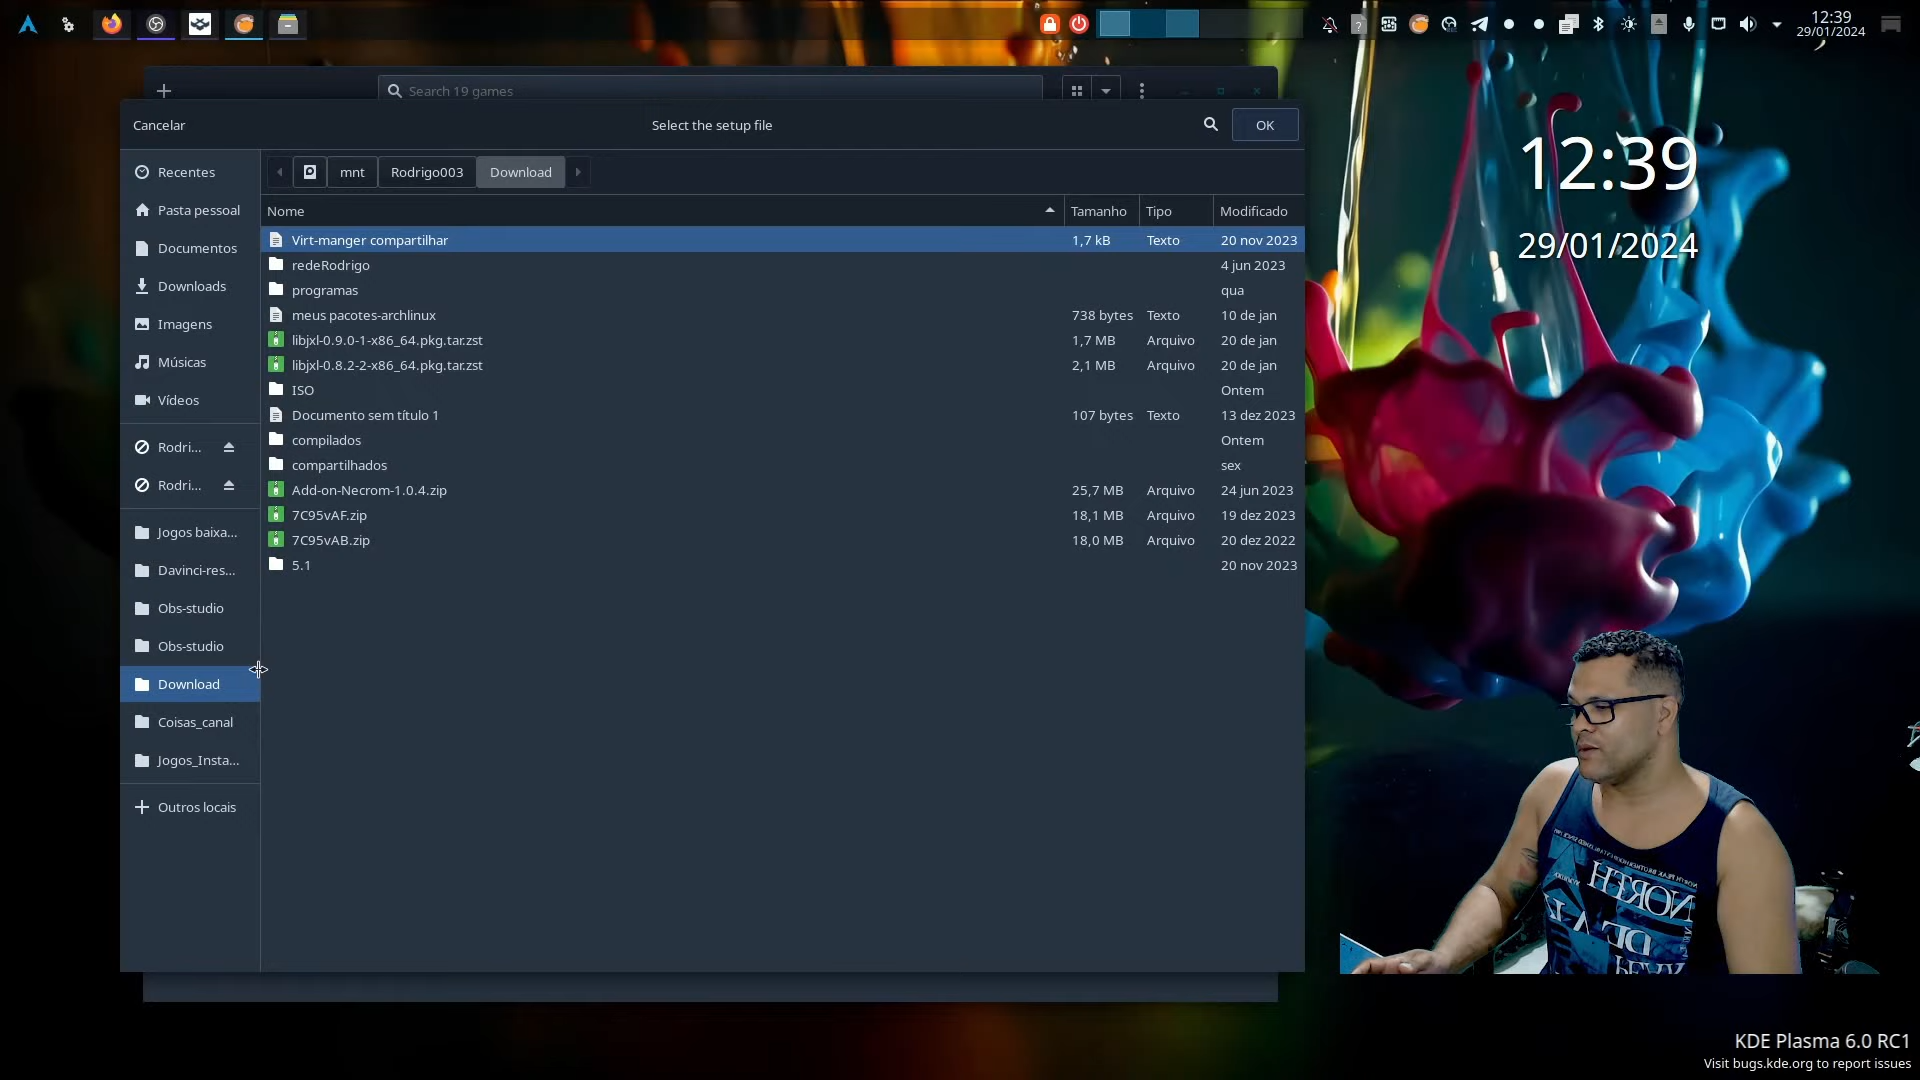 12:39
29/01/2024
Search 19 games
Cancelar
Select the setup file
OK
Recentes
Pasta pessoal
Documentos
Downloads
Imagens
Músicas
Vídeos
Rodri...
Rodri...
Jogos baixa...
Davinci-res...
Obs-studio
Obs-studio
Download
Coisas_canal
Jogos_Insta...
Outros locais
mnt Rodrigo003 Download
Nome Tamanho Tipo Modificado
Virt-manger compartilhar 1,7 kB Texto 20 nov 2023
redeRodrigo 4 jun 2023
programas qua
meus pacotes-archlinux 738 bytes Texto 10 de jan
libjxl-0.9.0-1-x86_64.pkg.tar.zst 1,7 MB Arquivo 20 de jan
libjxl-0.8.2-2-x86_64.pkg.tar.zst 2,1 MB Arquivo 20 de jan
ISO Ontem
Documento sem título 1 107 bytes Texto 13 dez 2023
compilados Ontem
compartilhados sex
Add-on-Necrom-1.0.4.zip 25,7 MB Arquivo 24 jun 2023
7C95vAF.zip 18,1 MB Arquivo 19 dez 2023
7C95vAB.zip 18,0 MB Arquivo 20 dez 2022
5.1 20 nov 2023
12:39
29/01/2024
NORTH
KDE Plasma 6.0 RC1
Visit bugs.kde.org to report issues